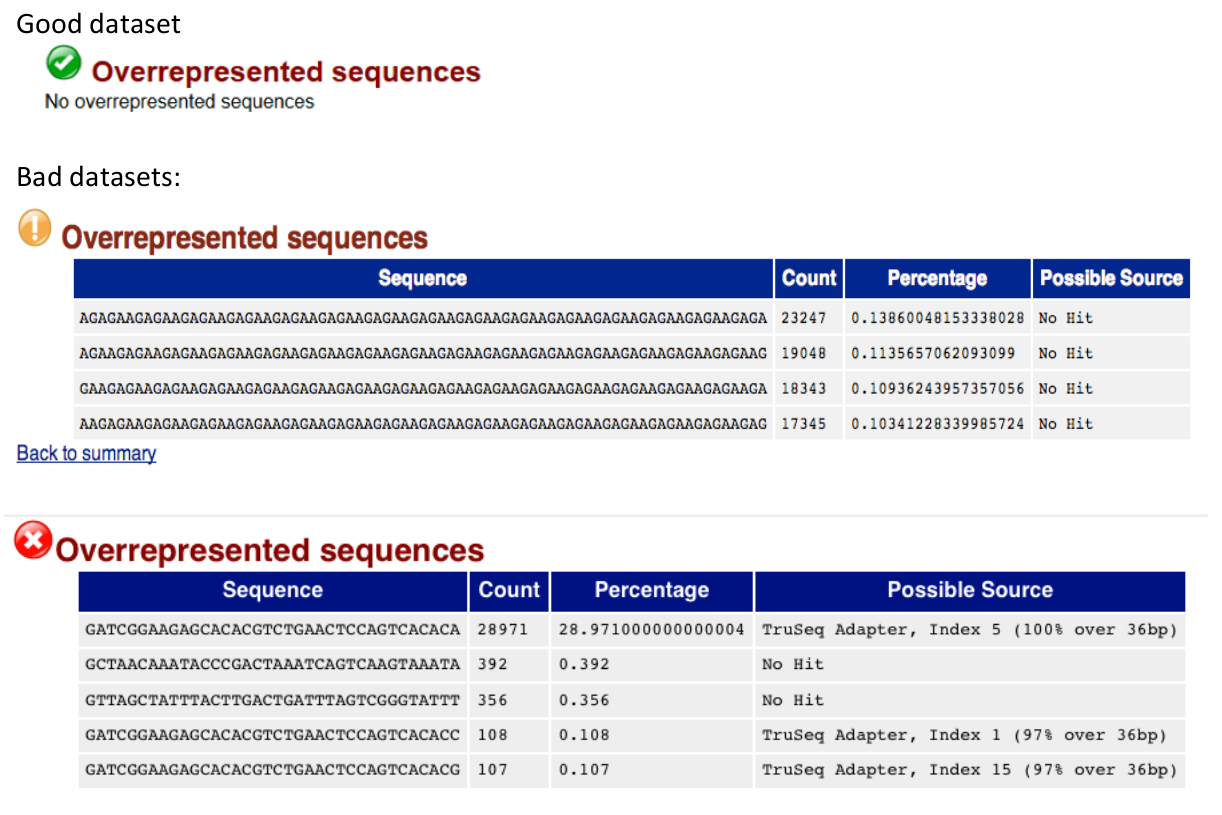 Good dataset
Overrepresented sequences
No overrepresented sequences
Bad datasets:
Overrepresented sequences
Sequence Count Percentage Possible Source
AGAGAAGAGAAGAGAAGAGAAGAGAAGAGAAGAGAAGAGAAGAGAAGAGAAGAGAAGAGAAGAGAAGAGAAGAGA 23247 0.13860048153338028 No Hit
AGAAGAGAAGAGAAGAGAAGAGAAGAGAAGAGAAGAGAAGAGAAGAGAAGAGAAGAGAAGAGAAGAGAAGAGAAG 19048 0.1135657062093099 No Hit
GAAGAGAAGAGAAGAGAAGAGAAGAGAAGAGAAGAGAAGAGAAGAGAAGAGAAGAGAAGAGAAGAGAAGAGAAGA 18343 0.10936243957357056 No Hit
AAGAGAAGAGAAGAGAAGAGAAGAGAAGAGAAGAGAAGAGAAGAGAAGAGAAGAGAAGAGAAGAGAAGAGAAGAG 17345 0.10341228339985724 No Hit
Back to summary
Overrepresented sequences
Sequence Count Percentage Possible Source
GATCGGAAGAGCACACGTCTGAACTCCAGTCACACA 28971 28.971000000000004 TruSeq Adapter, Index 5 (100% over 36bp)
GCTAACAAATACCCGACTAAATCAGTCAAGTAAATA 392 0.392 No Hit
GTTAGCTATTTACTTGACTGATTTAGTCGGGTATTT 356 0.356 No Hit
GATCGGAAGAGCACACGTCTGAACTCCAGTCACACC 108 0.108 TruSeq Adapter, Index 1 (97% over 36bp)
GATCGGAAGAGCACACGTCTGAACTCCAGTCACACG 107 0.107 TruSeq Adapter, Index 15 (97% over 36bp)